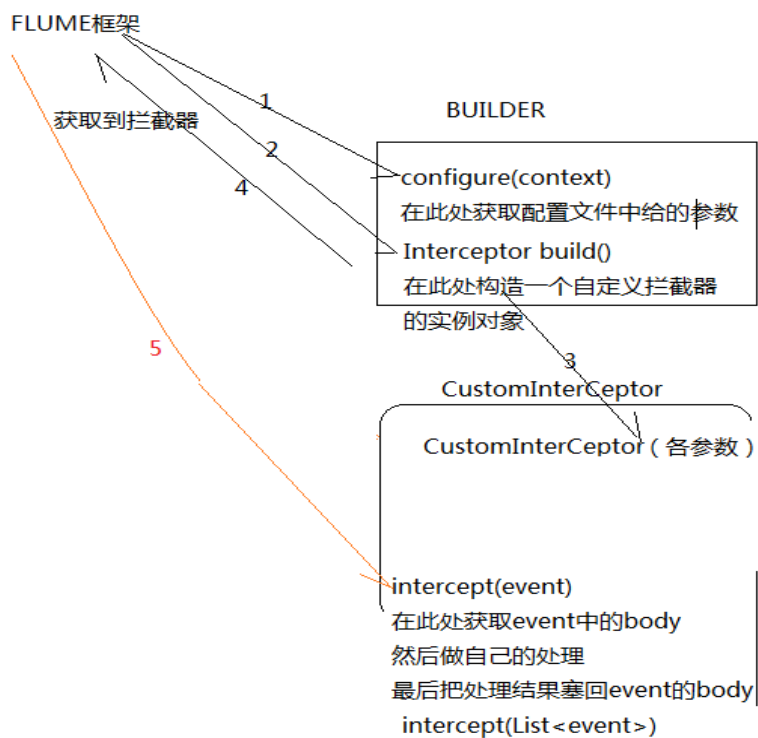 FLUME框架
1
BUILDER
获取到拦截器
2
4
configure(context)
在此处获取配置文件中给的参数
Interceptor build()
在此处构造一个自定义拦截器
的实例对象
5
3
CustomInterCeptor
CustomInterCeptor（各参数）
intercept(event)
在此处获取event中的body
然后做自己的处理
最后把处理结果塞回event的body
intercept(List<event>)